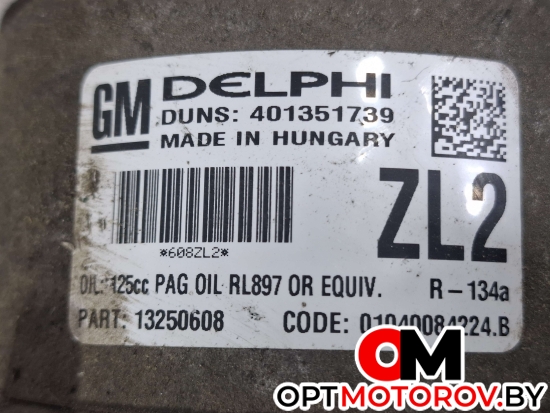 GM DELPHI
DUNS: 401351739
MADE IN HUNGARY
*608ZL2*
ZL2
OIL: 125cc PAG OIL RL897 OR EQUIV. R-134a
PART: 13250608 CODE: 01040084224.B
OM
OPTMOTOROV.BY